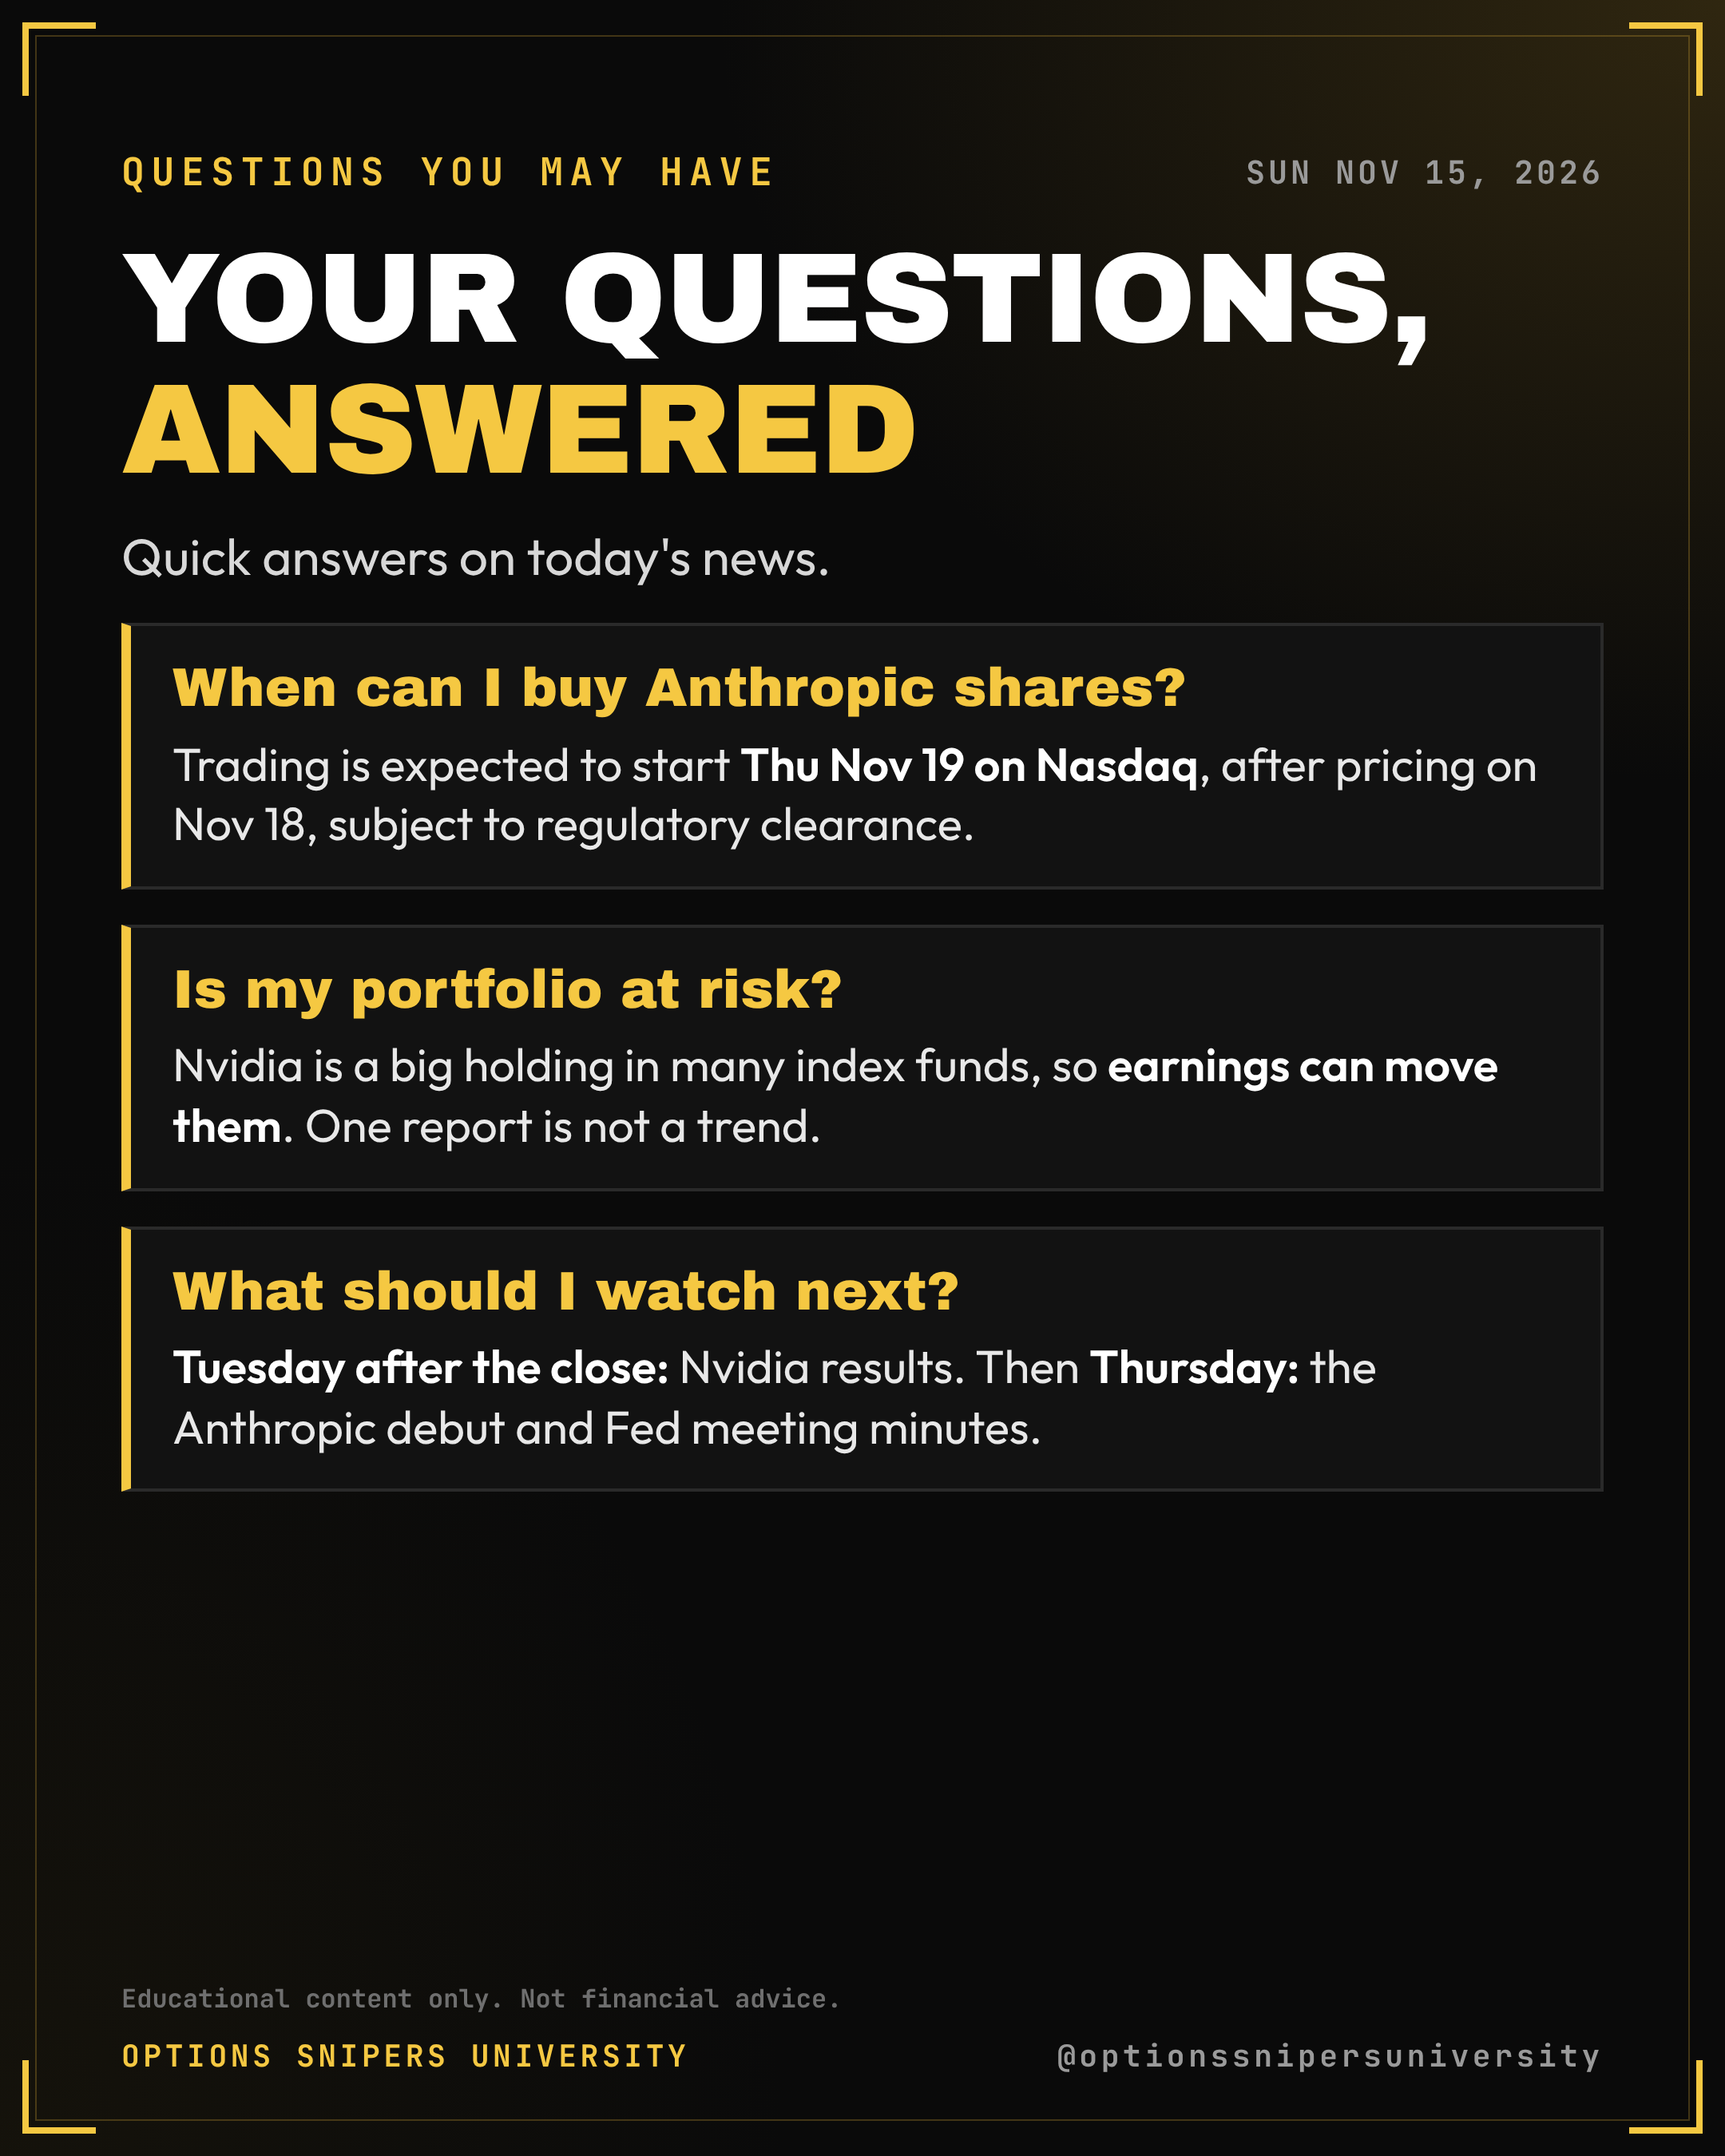 QUESTIONS YOU MAY HAVE
SUN NOV 15, 2026
YOUR QUESTIONS,
ANSWERED
Quick answers on today's news.
When can I buy Anthropic shares?
Trading is expected to start Thu Nov 19 on Nasdaq, after pricing on
Nov 18, subject to regulatory clearance.
Is my portfolio at risk?
Nvidia is a big holding in many index funds, so earnings can move
them. One report is not a trend.
What should I watch next?
Tuesday after the close: Nvidia results. Then Thursday: the
Anthropic debut and Fed meeting minutes.
Educational content only. Not financial advice.
OPTIONS SNIPERS UNIVERSITY
@optionssnipersuniversity